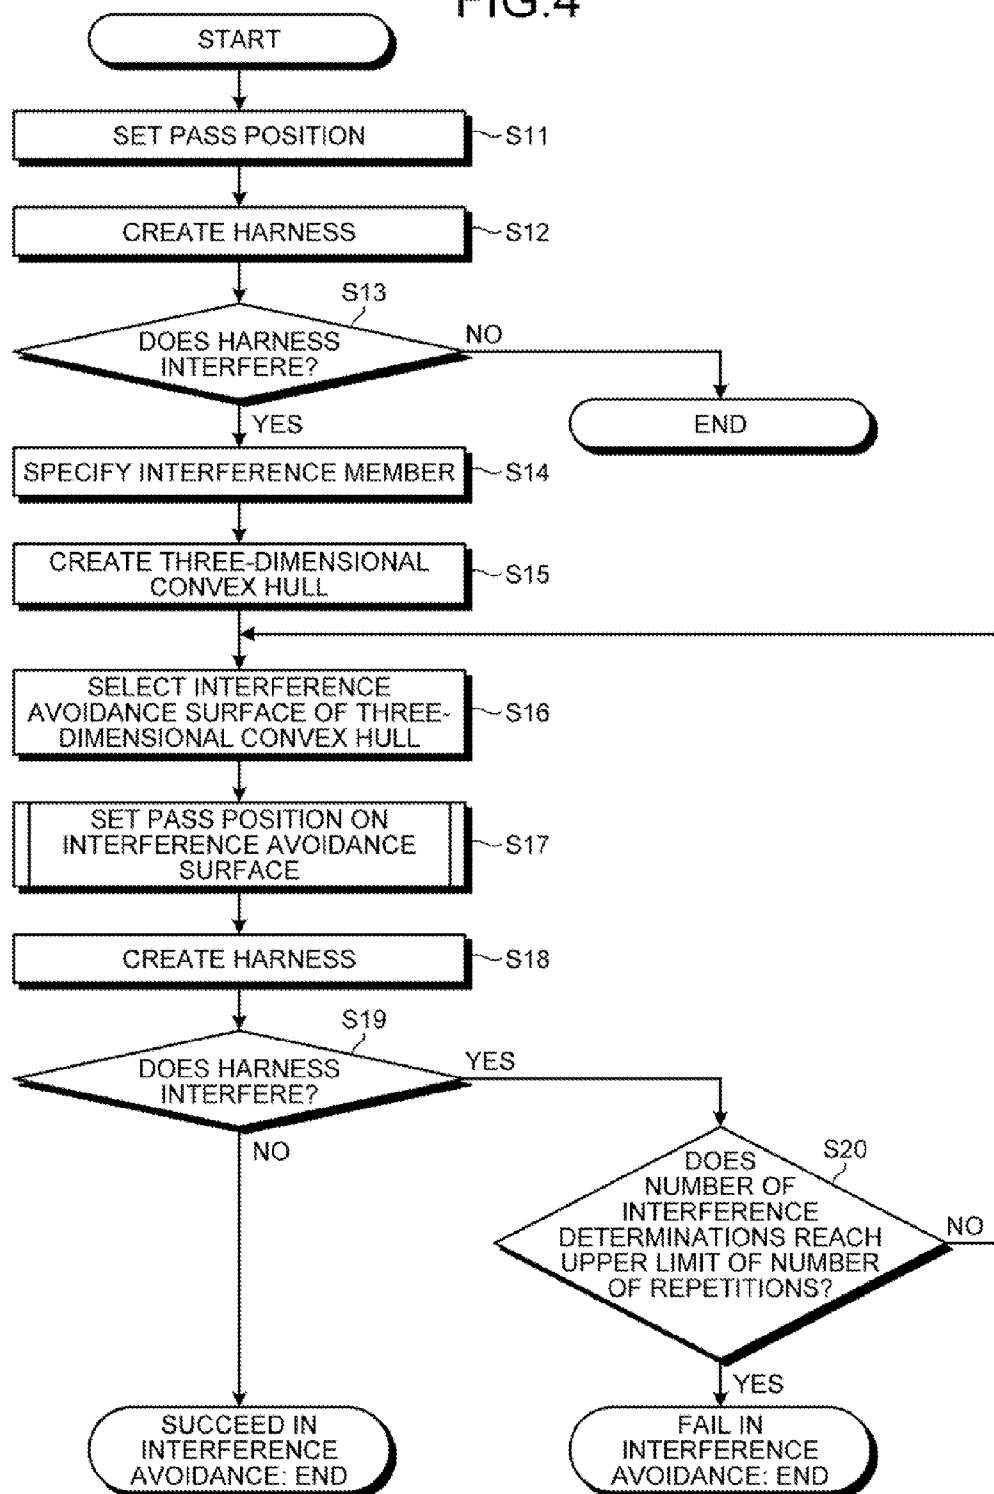 FIG.4
START
SET PASS POSITION
S11
CREATE HARNESS
S12
S13
DOES HARNESS
INTERFERE?
NO
END
YES
SPECIFY INTERFERENCE MEMBER
S14
CREATE THREE-DIMENSIONAL
CONVEX HULL
S15
SELECT INTERFERENCE
AVOIDANCE SURFACE OF THREE-
DIMENSIONAL CONVEX HULL
S16
SET PASS POSITION ON
INTERFERENCE AVOIDANCE
SURFACE
S17
CREATE HARNESS
S18
S19
DOES HARNESS
INTERFERE?
YES
NO
S20
DOES
NUMBER OF
INTERFERENCE
DETERMINATIONS REACH
UPPER LIMIT OF NUMBER
OF REPETITIONS?
NO
YES
SUCCEED IN
INTERFERENCE
AVOIDANCE: END
FAIL IN
INTERFERENCE
AVOIDANCE: END